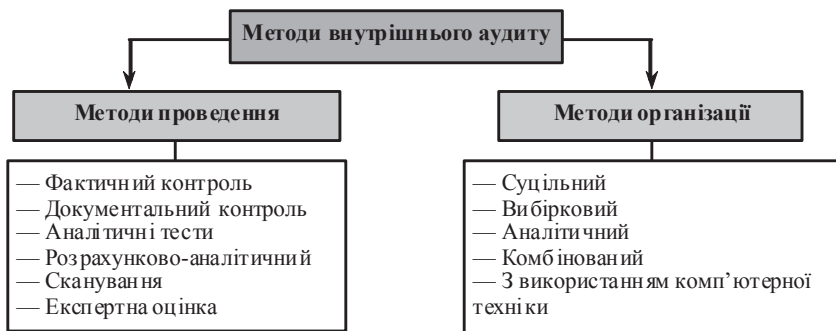 Методи внутрішнього аудиту
Методи проведення
— Фактичний контроль
— Документальний контроль
— Аналітичні тести
— Розрахунково-аналітичний
— Сканування
— Експертна оцінка
Методи організації
— Суцільний
— Вибірковий
— Аналітичний
— Комбінований
— З використанням комп’ютерної
техніки